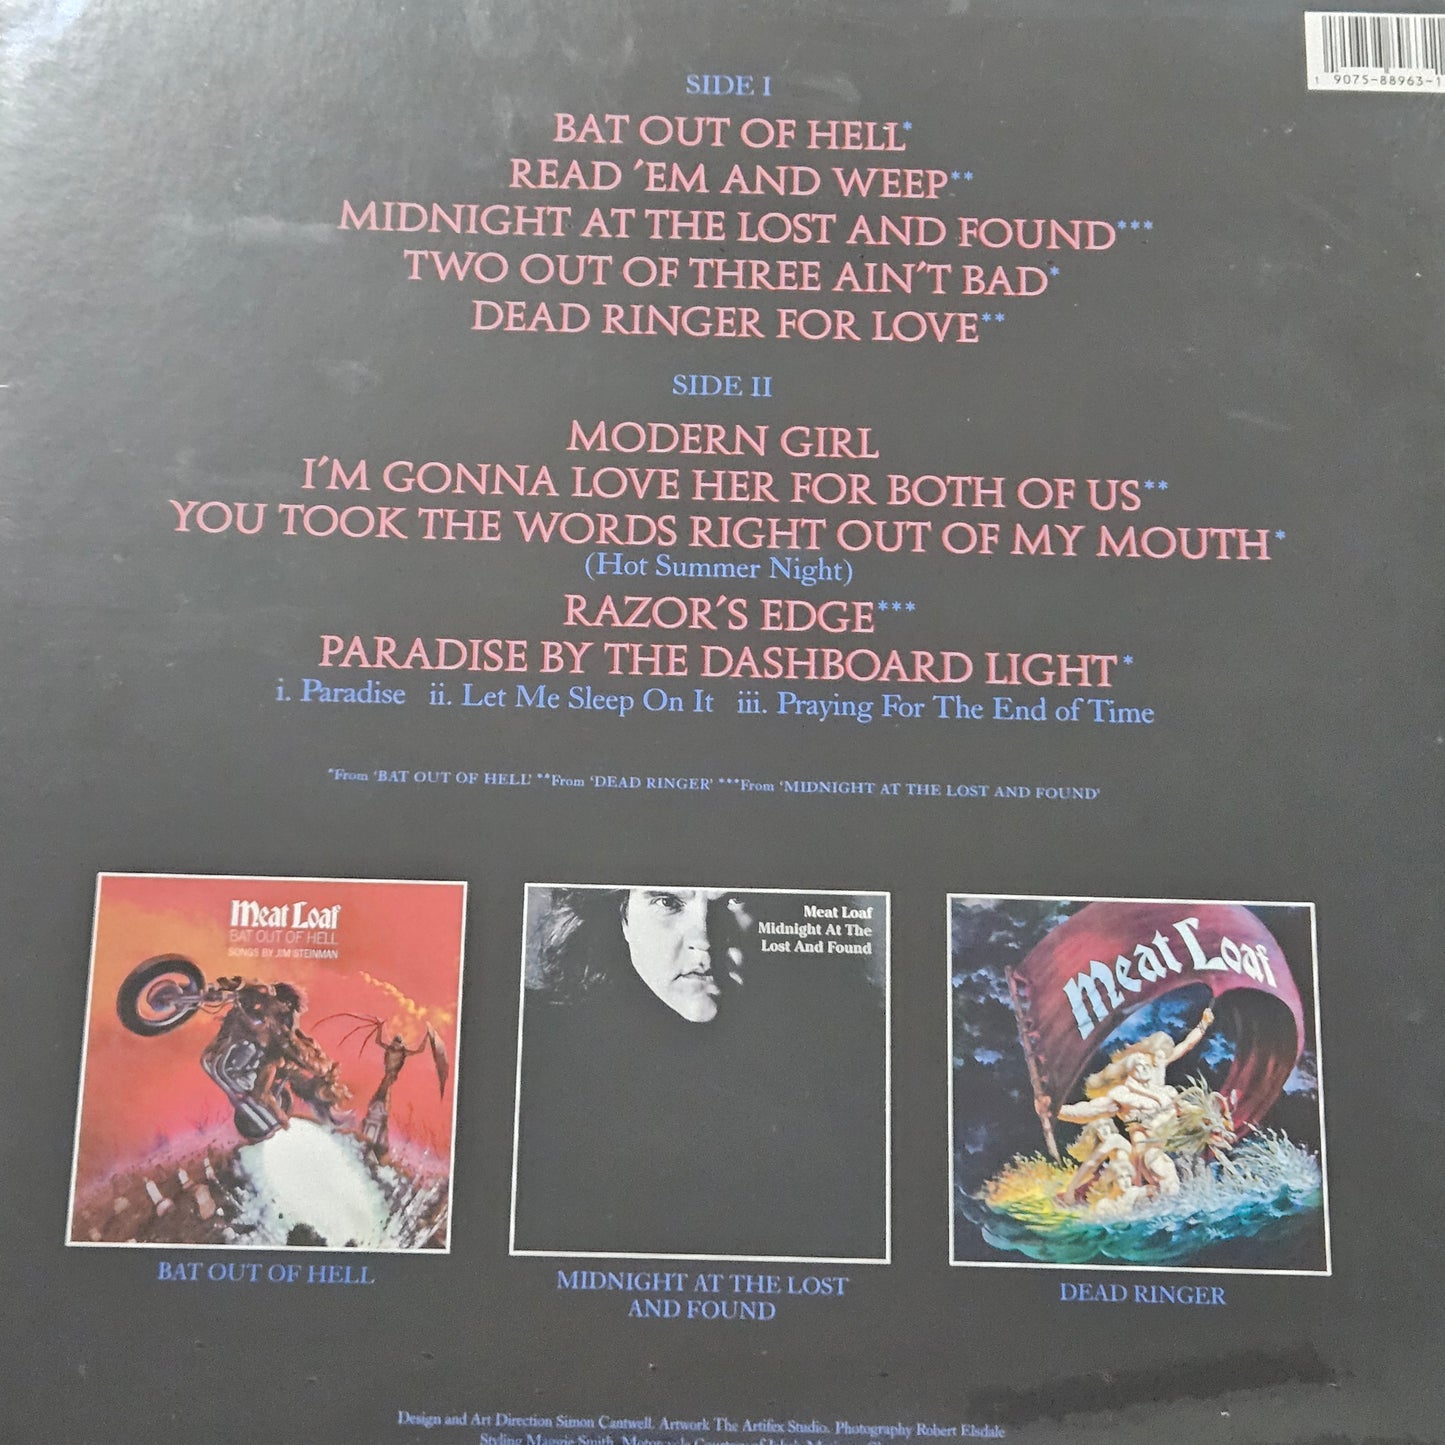 1 9075-88963-1
SIDE I
BAT OUT OF HELL*
READ 'EM AND WEEP**
MIDNIGHT AT THE LOST AND FOUND***
TWO OUT OF THREE AIN'T BAD*
DEAD RINGER FOR LOVE**
SIDE II
MODERN GIRL
I'M GONNA LOVE HER FOR BOTH OF US**
YOU TOOK THE WORDS RIGHT OUT OF MY MOUTH*
(Hot Summer Night)
RAZOR'S EDGE***
PARADISE BY THE DASHBOARD LIGHT*
i. Paradise ii. Let Me Sleep On It iii. Praying For The End of Time
*From 'BAT OUT OF HELL' **From 'DEAD RINGER' ***From 'MIDNIGHT AT THE LOST AND FOUND'
Meat Loaf
BAT OUT OF HELL
SONGS BY JIM STEINMAN
Meat Loaf
Midnight At The
Lost And Found
Meat Loaf
BAT OUT OF HELL
MIDNIGHT AT THE LOST
AND FOUND
DEAD RINGER
Design and Art Direction Simon Cantwell. Artwork The Artifex Studio. Photography Robert Elsdale
Styling Maggie Smith. Motorcycle Courtesy of